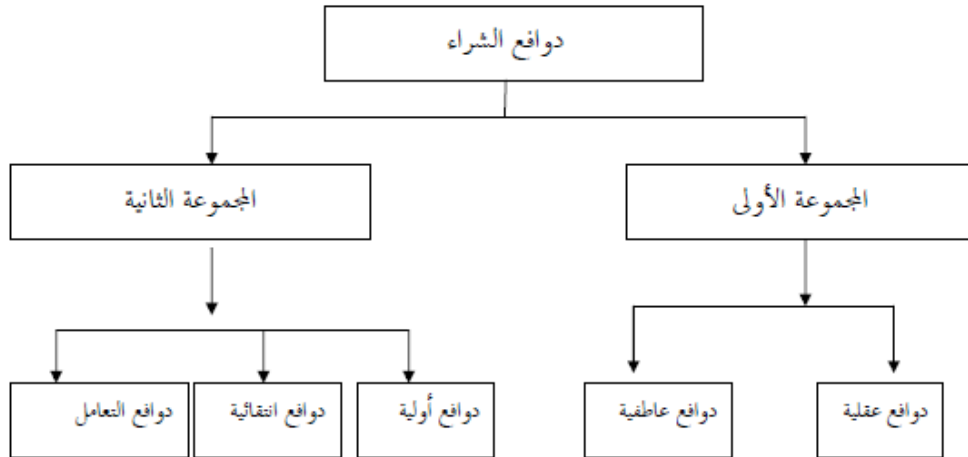 دوافع الشراء
المجموعة الأولى
المجموعة الثانية
دوافع عقلية
دوافع عاطفية
دوافع أولية
دوافع انتقائية
دوافع التعامل